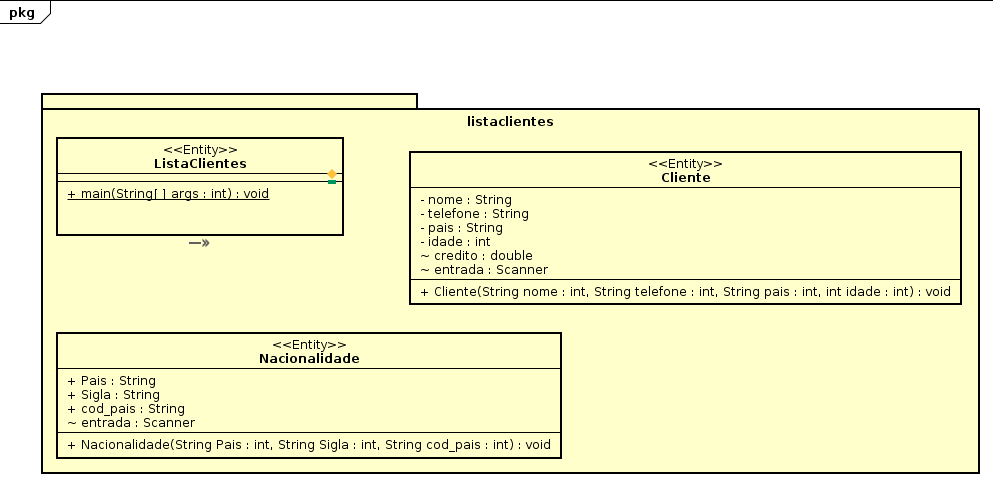 pkg
listaclientes
<<Entity>>
ListaClientes
+ main(String[ ] args : int) : void
<<Entity>>
Cliente
- nome : String
- telefone : String
- pais : String
- idade : int
~ credito : double
~ entrada : Scanner
+ Cliente(String nome : int, String telefone : int, String pais : int, int idade : int) : void
<<Entity>>
Nacionalidade
+ Pais : String
+ Sigla : String
+ cod_pais : String
~ entrada : Scanner
+ Nacionalidade(String Pais : int, String Sigla : int, String cod_pais : int) : void